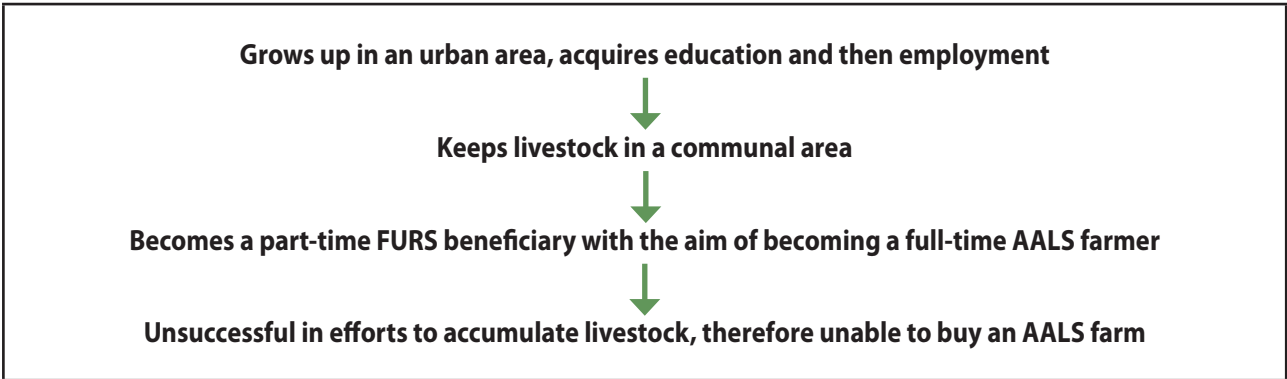 Grows up in an urban area, acquires education and then employment
Keeps livestock in a communal area
Becomes a part-time FURS beneficiary with the aim of becoming a full-time AALS farmer
Unsuccessful in efforts to accumulate livestock, therefore unable to buy an AALS farm